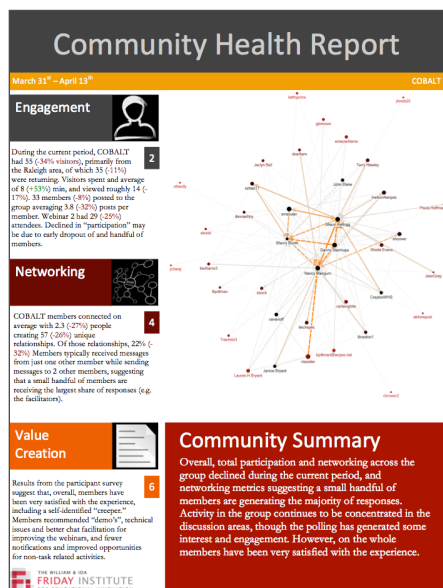 Community Health Report
March 31st – April 13th COBALT
Engagement
2
During the current period, COBALT
had 55 (-34% visitors), primarily from
the Raleigh area, of which 35 (-11%)
were returning. Visitors spent and average
of 8 (+53%) min, and viewed roughly 14 (-
17%). 33 members (-8%) posted to the
group averaging 3.8 (-32%) posts per
member. Webinar 2 had 29 (-25%)
attendees. Declined in "participation" may
be due to early dropout of and handful of
members.
Networking
4
COBALT members connected on
average with 2.3 (-27%) people
creating 57 (-26%) unique
relationships. Of those relationships, 22% (-
32%) Members typically received messages
from just one other member while sending
messages to 2 other members, suggesting
that a small handful of members are
receiving the largest share of responses (e.g.
the facilitators).
Value
Creation
6
Results from the participant survey
suggest that, overall, members have
been very satisfied with the experience,
including a self-identified "creeper."
Members recommended "demo's", technical
issues and better chat facilitation for
improving the webinars, and fewer
notifications and improved opportunities
for non-task related activities.
THE WILLIAM & IDA
FRIDAY INSTITUTE
Terry Hawley
John Blake
Sherry Booth
Nancy Mangum
Janice Bryant
Lauren H Bryant
Community Summary
Overall, total participation and networking across the
group declined during the current period, and
networking metrics suggesting a small handful of
members are generating the majority of responses.
Activity in the group continues to be concentrated in the
discussion areas, though the polling has generated some
interest and engagement. However, on the whole
members have been very satisfied with the experience.